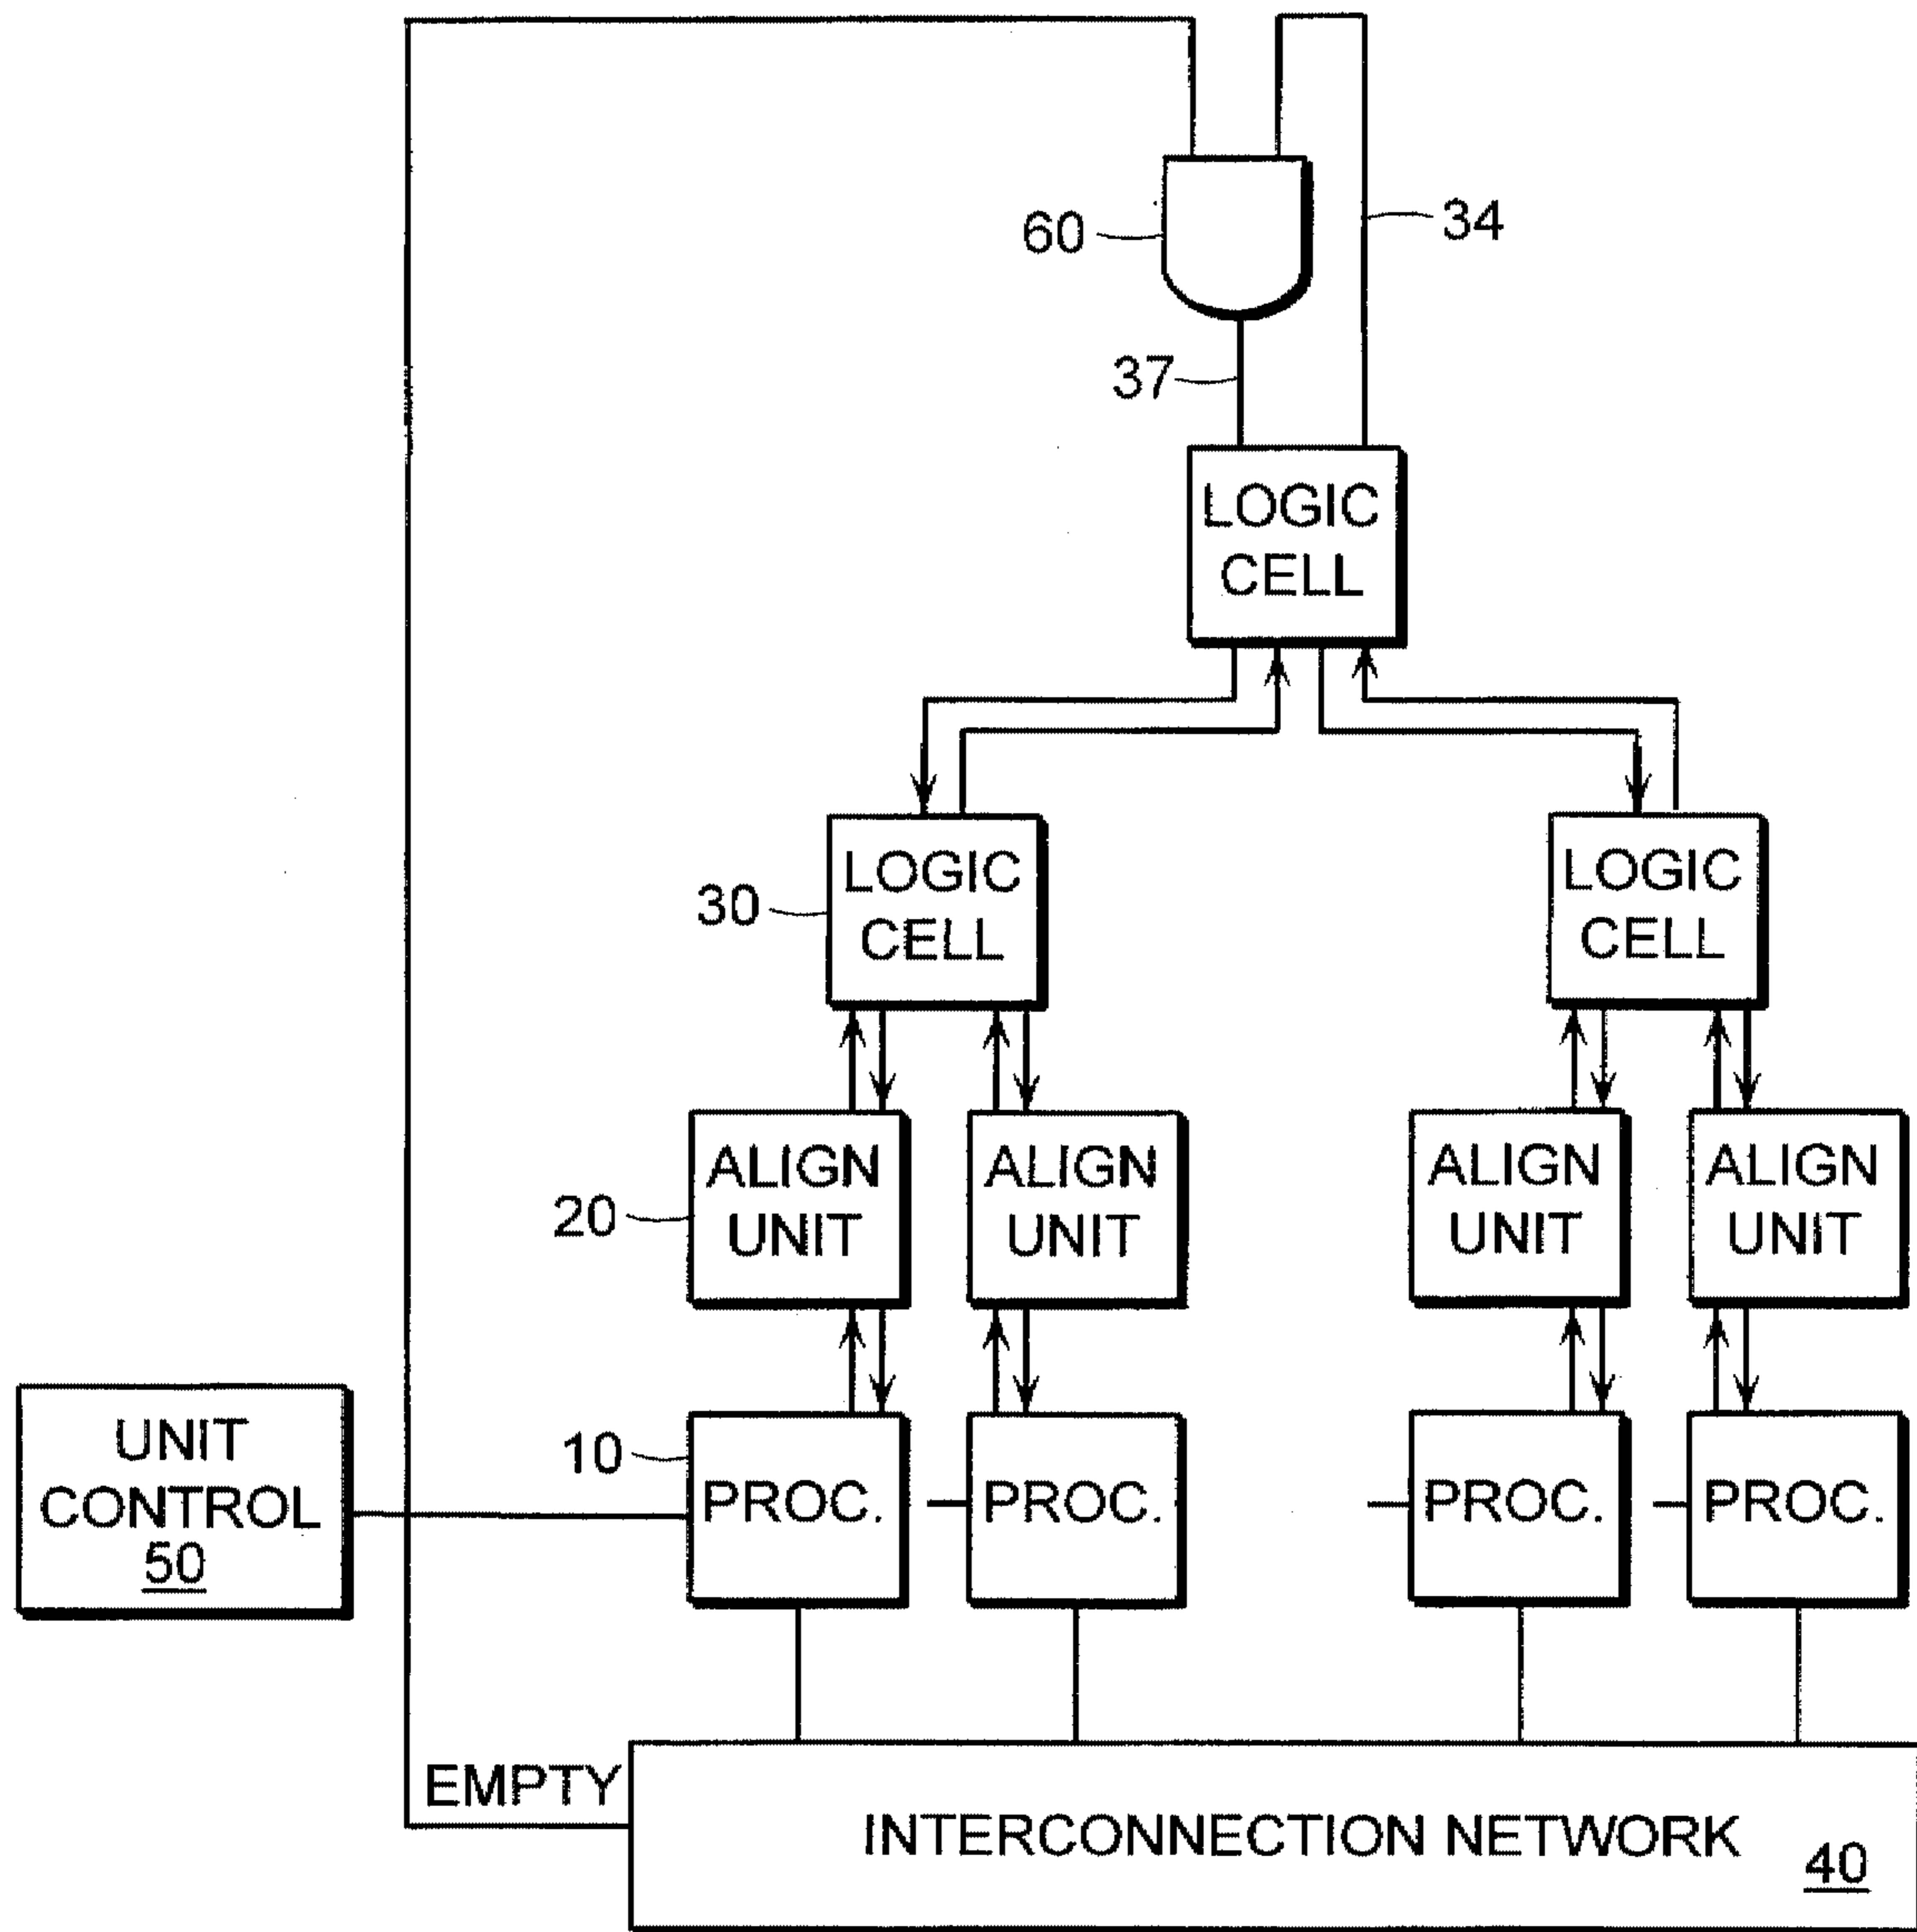 60
34
37
LOGIC
CELL
30
LOGIC
CELL
LOGIC
CELL
20
ALIGN
UNIT
ALIGN
UNIT
ALIGN
UNIT
ALIGN
UNIT
UNIT
CONTROL
50
10
PROC.
PROC.
PROC.
PROC.
EMPTY
INTERCONNECTION NETWORK
40